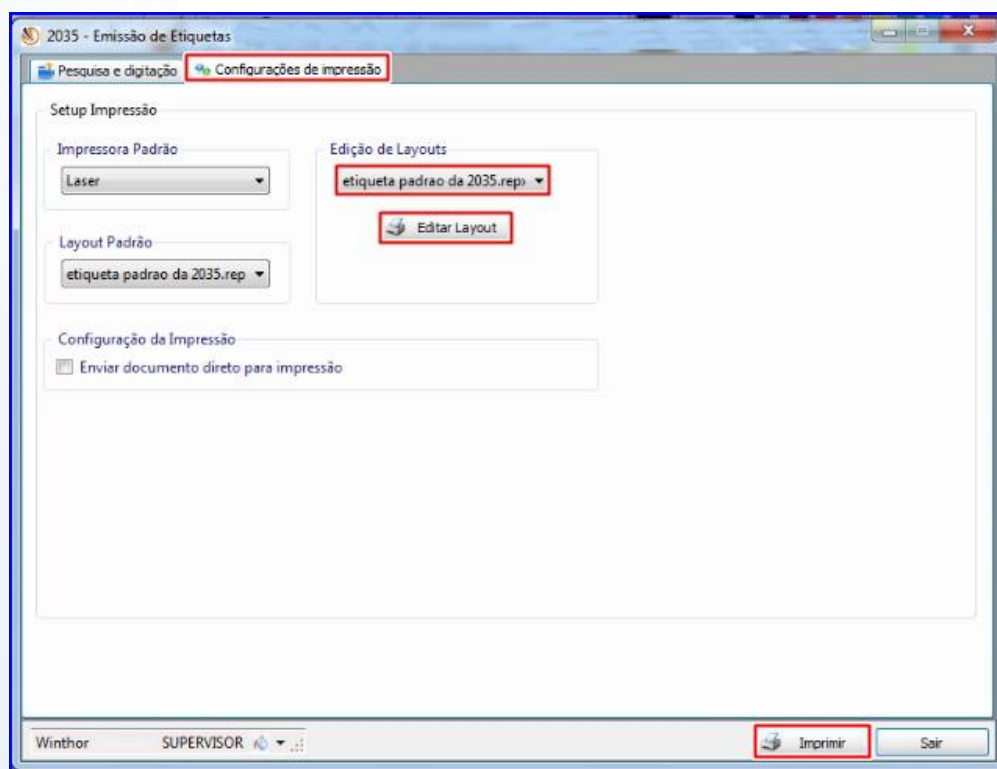 2035 - Emissão de Etiquetas
Pesquisa e digitação Configurações de impressão
Setup Impressão
Impressora Padrão
Laser
Layout Padrão
etiqueta padrao da 2035.rep
Edição de Layouts
etiqueta padrao da 2035.rep
Editar Layout
Configuração da Impressão
Enviar documento direto para impressão
Winthor SUPERVISOR
Imprimir Sair